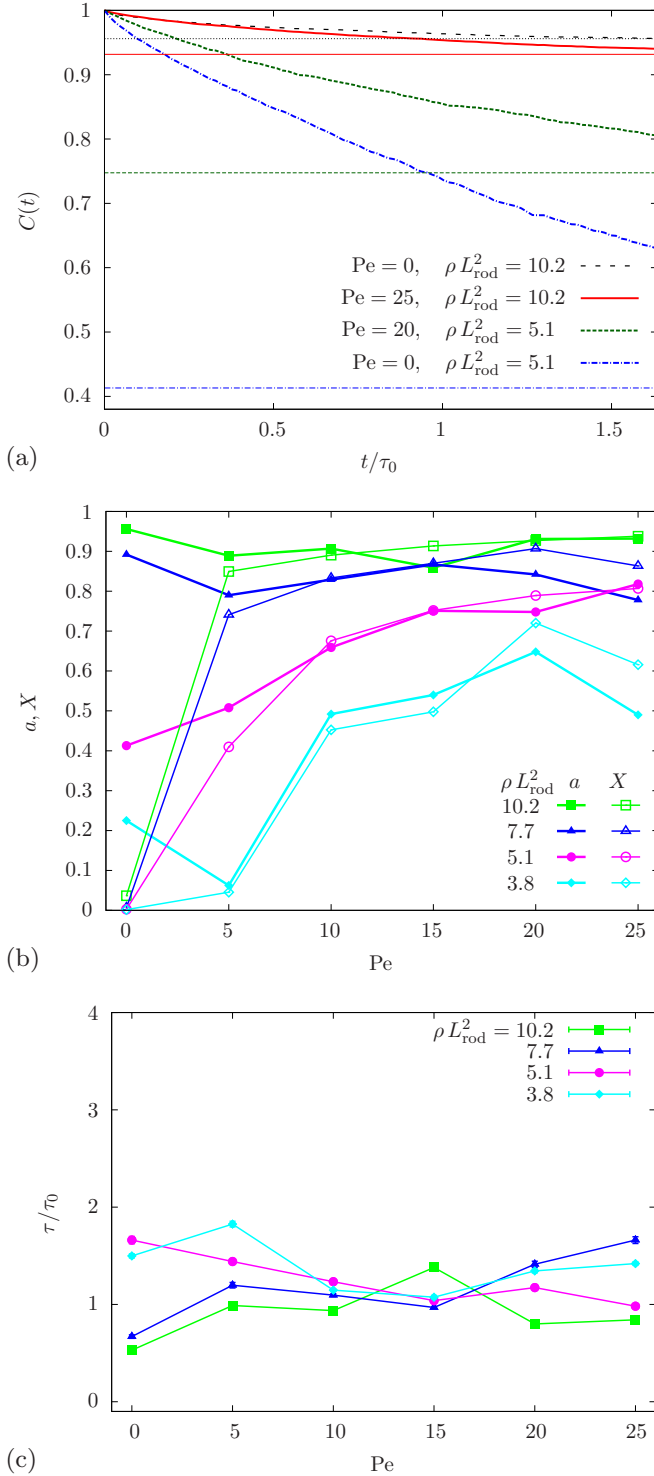 1
0.9
0.8
0.7
0.6
0.5
0.4
C(t)
Pe = 0, ρ L²rod = 10.2
Pe = 25, ρ L²rod = 10.2
Pe = 20, ρ L²rod = 5.1
Pe = 0, ρ L²rod = 5.1
0 0.5 1 1.5
(a)
t/τ0
1
0.9
0.8
0.7
0.6
0.5
0.4
0.3
0.2
0.1
0
a, X
ρ L²rod a X
10.2
7.7
5.1
3.8
0 5 10 15 20 25
(b)
Pe
4
3
2
1
0
τ/τ0
ρ L²rod = 10.2
7.7
5.1
3.8
0 5 10 15 20 25
(c)
Pe